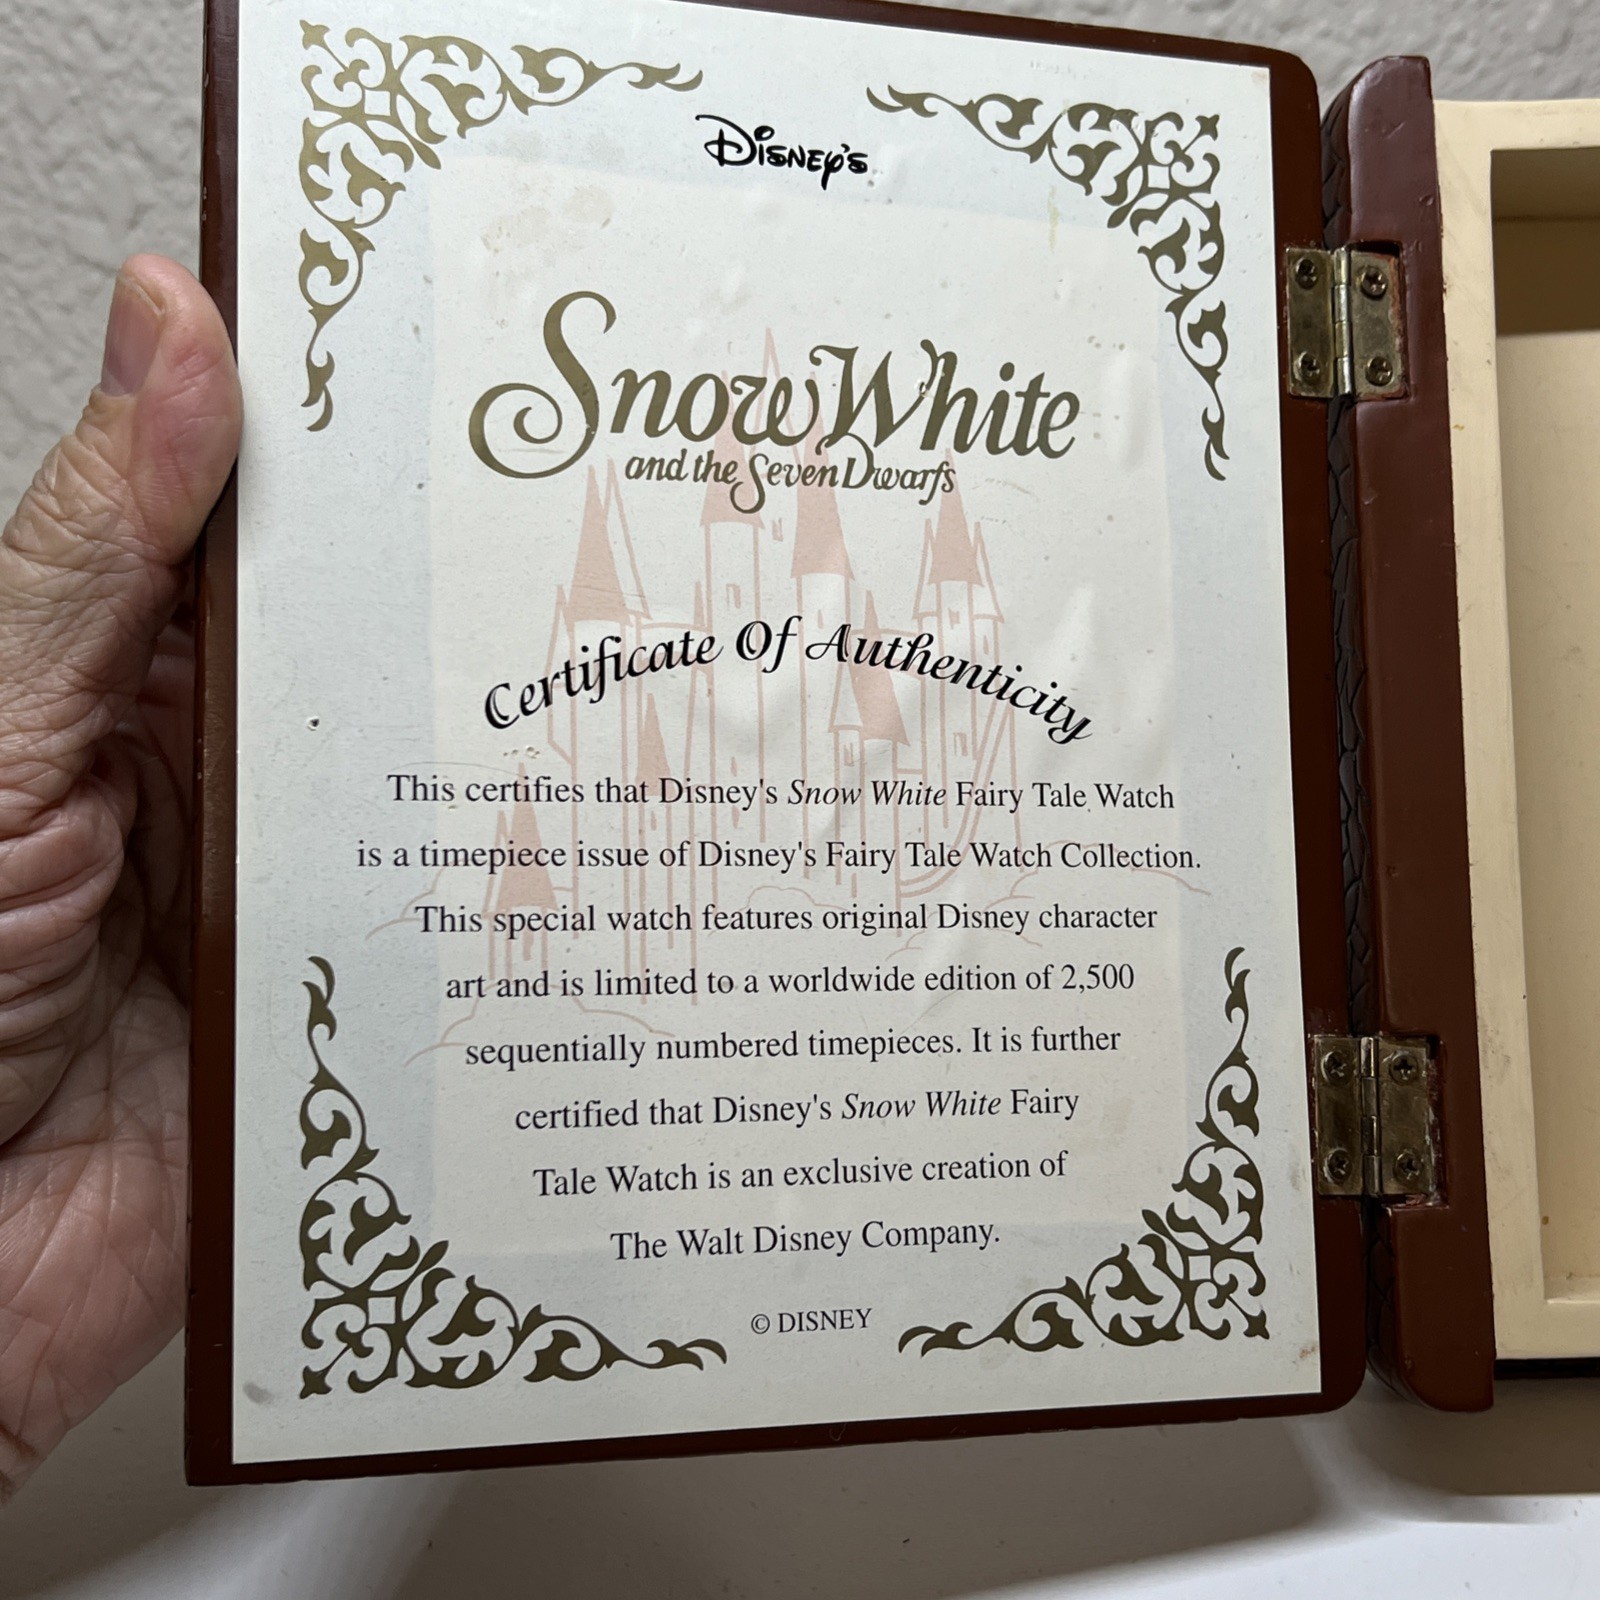 Disney's
Snow White
and the Seven Dwarfs
Certificate Of Authenticity
This certifies that Disney's Snow White Fairy Tale Watch
is a timepiece issue of Disney's Fairy Tale Watch Collection.
This special watch features original Disney character
art and is limited to a worldwide edition of 2,500
sequentially numbered timepieces. It is further
certified that Disney's Snow White Fairy
Tale Watch is an exclusive creation of
The Walt Disney Company.
© DISNEY